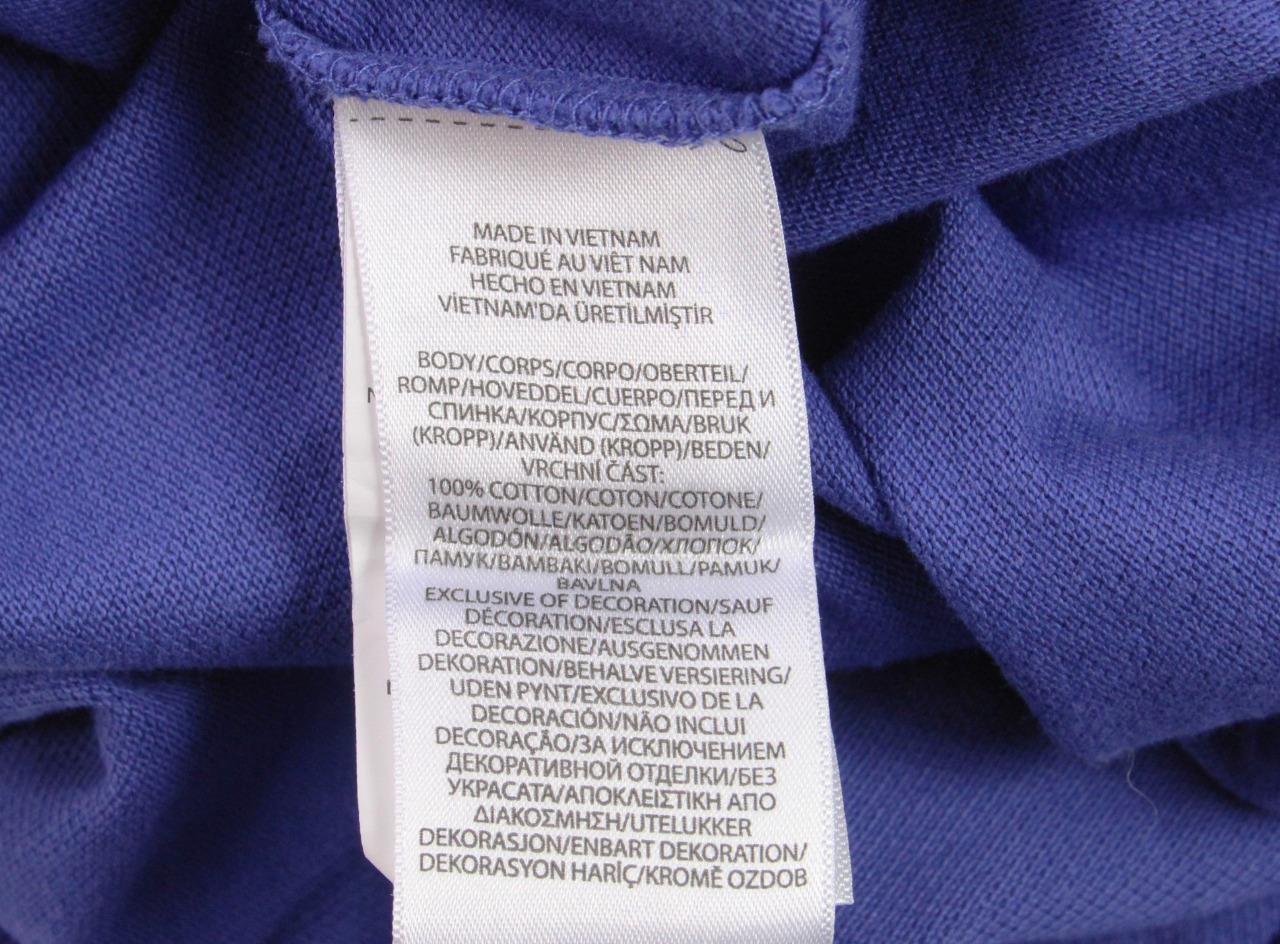 MADE IN VIETNAM
FABRIQUÉ AU VIÊT NAM
HECHO EN VIETNAM
VİETNAM'DA ÜRETİLMİŞTİR
BODY/CORPS/CORPO/OBERTEIL/
ROMP/HOVEDDEL/CUERPO/ПЕРЕД И
СПИНКА/КОРПУС/ΣΩΜΑ/BRUK
(KROPP)/ANVÄND (KROPP)/BEDEN/
VRCHNÍ ČÁST:
100% COTTON/COTON/COTONE/
BAUMWOLLE/KATOEN/BOMULD/
ALGODÓN/ALGODÃO/ХЛОПОК/
ПАМУК/ΒΑΜΒΑΚΙ/BOMULL/PAMUK/
BAVLNA
EXCLUSIVE OF DECORATION/SAUF
DÉCORATION/ESCLUSA LA
DECORAZIONE/AUSGENOMMEN
DEKORATION/BEHALVE VERSIERING/
UDEN PYNT/EXCLUSIVO DE LA
DECORACIÓN/NÃO INCLUI
DECORAÇÃO/ЗА ИСКЛЮЧЕНИЕМ
ДЕКОРАТИВНОЙ ОТДЕЛКИ/БЕЗ
УКРАСАТА/ΑΠΟΚΛΕΙΣΤΙΚΗ ΑΠΟ
ΔΙΑΚΟΣΜΗΣΗ/UTELUKKER
DEKORASJON/ENBART DEKORATION/
DEKORASYON HARİÇ/KROMĚ OZDOB